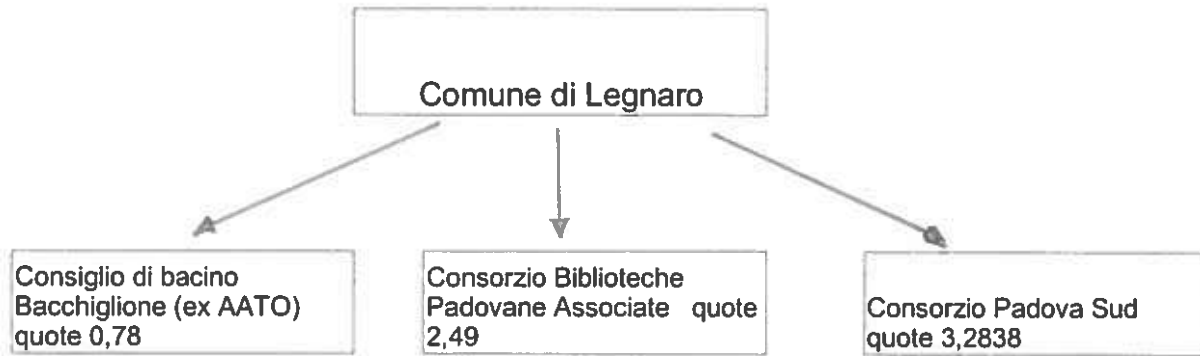 Comune di Legnaro
Consiglio di bacino
Bacchiglione (ex AATO)
quote 0,78
Consorzio Biblioteche
Padovane Associate quote
2,49
Consorzio Padova Sud
quote 3,2838